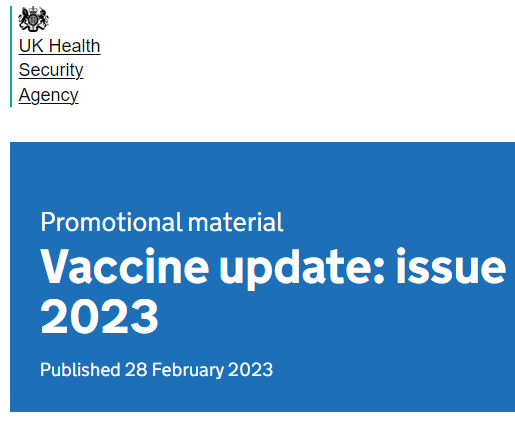 UK Health
Security
Agency
Promotional material
Vaccine update: issue
2023
Published 28 February 2023